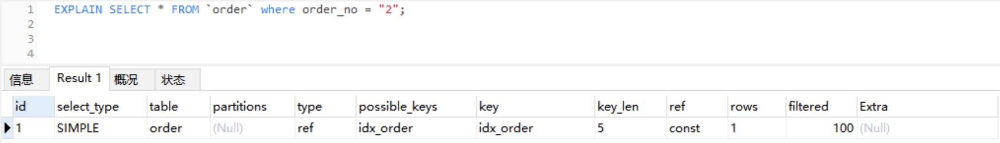 1 EXPLAIN SELECT * FROM `order` where order_no = "2";
2
3
4
信息 Result 1 概况 状态
id select_type table partitions type possible_keys key key_len ref rows filtered Extra
1 SIMPLE order (Null) ref idx_order idx_order 5 const 1 100 (Null)